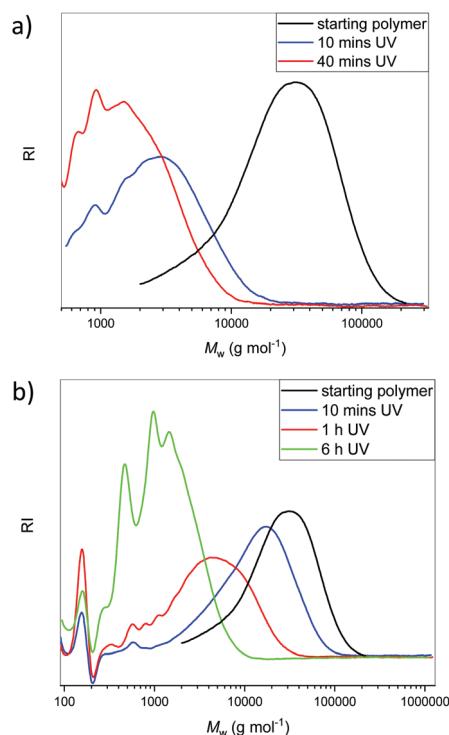 a)
starting polymer
10 mins UV
40 mins UV
RI
1000 10000 100000
Mw (g mol-1)
b)
starting polymer
10 mins UV
1 h UV
6 h UV
RI
100 1000 10000 100000 1000000
Mw (g mol-1)